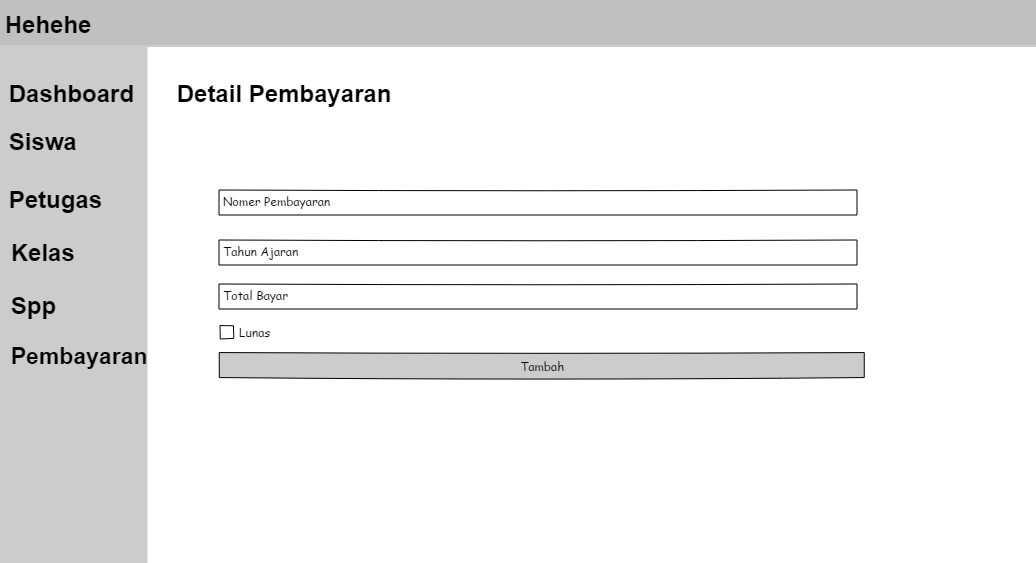 Hehehe
Dashboard
Siswa
Petugas
Kelas
Spp
Pembayaran
Detail Pembayaran
Nomer Pembayaran
Tahun Ajaran
Total Bayar
Lunas
Tambah